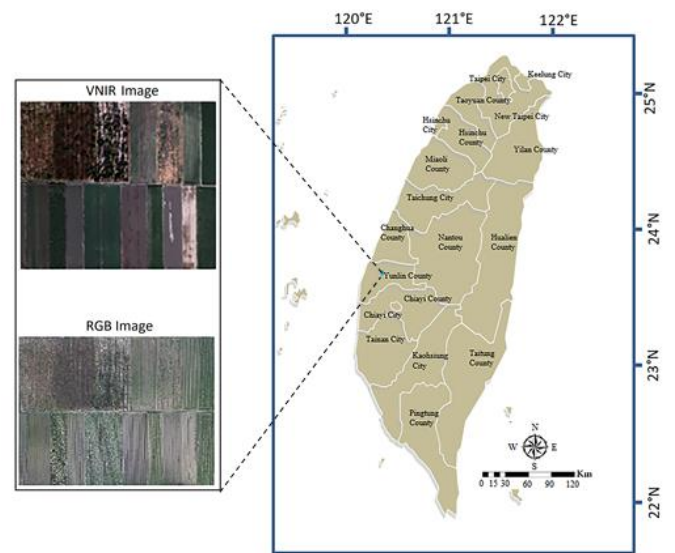 120°E
121°E
122°E
VNIR Image
RGB Image
Taipei City
Keelung City
Taoyuan County
New Taipei City
Hsinchu
City
Hsinchu
County
Yilan County
Miaoli
County
Taichung City
Changhua
County
Nantou
County
Hualien
County
Yunlin County
Chiayi County
Chiayi City
Tainan City
Kaohsiung
City
Taitung
County
Pingtung
County
25°N
24°N
23°N
22°N
N
W
E
S
Km
0 15 30 60 90 120